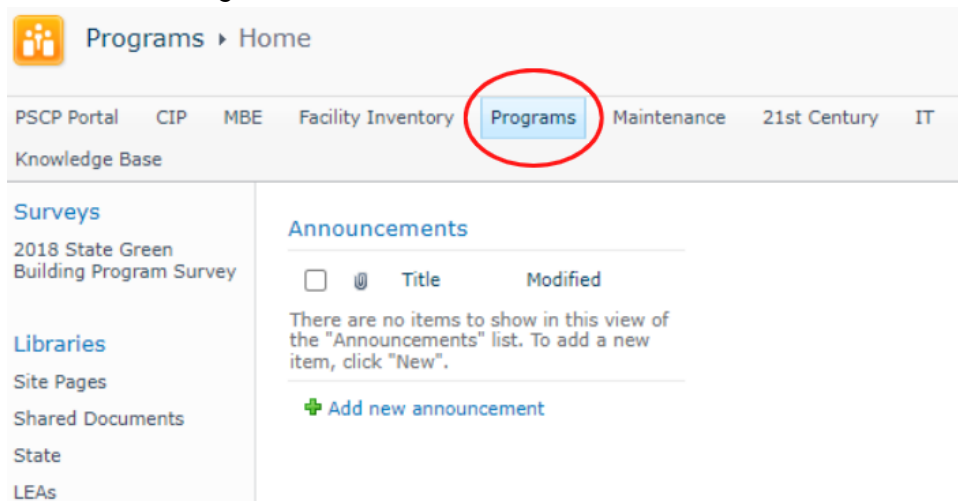 Programs ▸ Home
PSCP Portal CIP MBE Facility Inventory Programs Maintenance 21st Century IT
Knowledge Base
Surveys
2018 State Green
Building Program Survey
Libraries
Site Pages
Shared Documents
State
LEAs
Announcements
Title Modified
There are no items to show in this view of
the "Announcements" list. To add a new
item, click "New".
Add new announcement